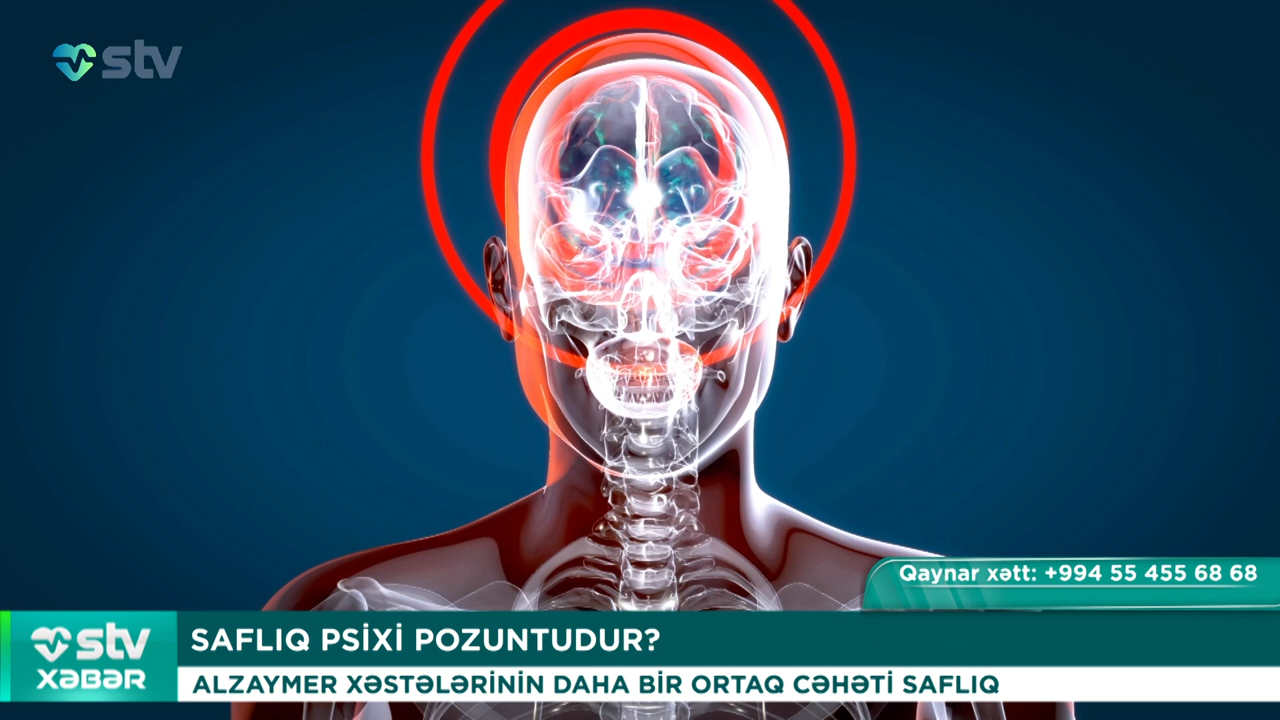 stv
Qaynar xətt: +994 55 455 68 68
stv
XƏBƏR
SAFLIQ PSİXİ POZUNTUDUR?
ALZAYMER XƏSTƏLƏRİNİN DAHA BİR ORTAQ CƏHƏTİ SAFLIQ